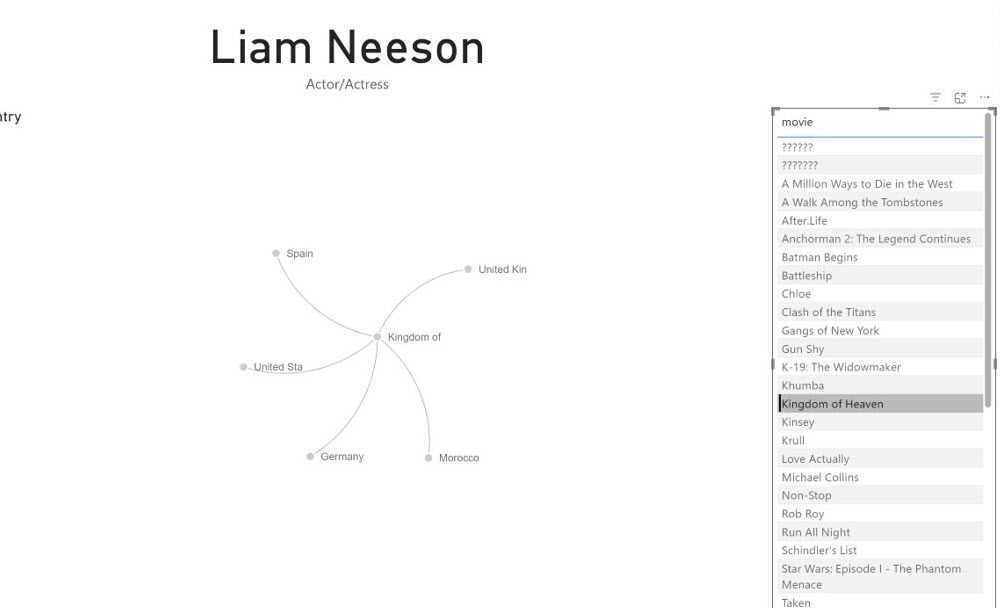 Liam Neeson
Actor/Actress
ntry
movie
??????
???????
A Million Ways to Die in the West
A Walk Among the Tombstones
After.Life
Anchorman 2: The Legend Continues
Batman Begins
Battleship
Chloe
Clash of the Titans
Gangs of New York
Gun Shy
K-19: The Widowmaker
Khumba
Kingdom of Heaven
Kinsey
Krull
Love Actually
Michael Collins
Non-Stop
Rob Roy
Run All Night
Schindler's List
Star Wars: Episode I - The Phantom
Menace
Taken
Spain
United Kin
Kingdom of
United Sta
Germany
Morocco